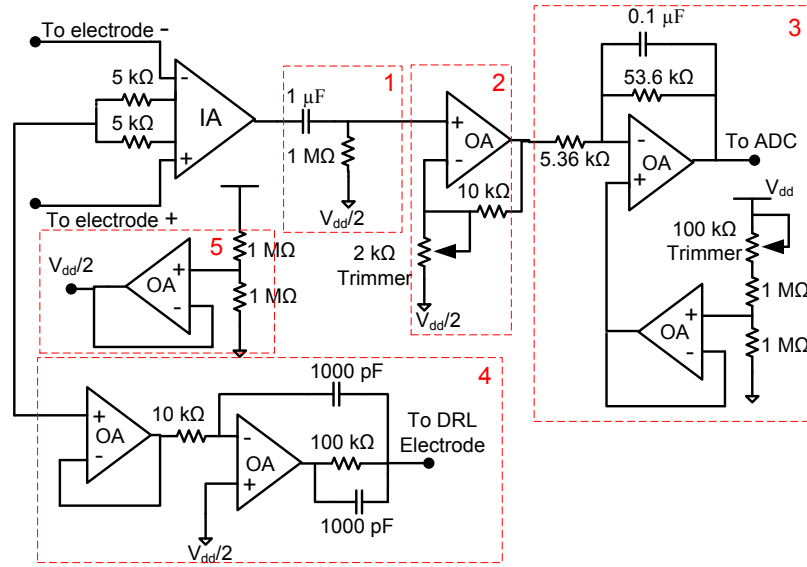 To electrode -
5 kΩ
5 kΩ
-
+
IA
To electrode +
1
1 µF
1 MΩ
Vdd/2
2
+
-
OA
10 kΩ
2 kΩ
Trimmer
Vdd/2
3
0.1 µF
53.6 kΩ
5.36 kΩ
-
+
OA
To ADC
Vdd
100 kΩ
Trimmer
1 MΩ
1 MΩ
+
-
OA
5
Vdd/2
+
-
OA
1 MΩ
1 MΩ
4
+
-
OA
10 kΩ
1000 pF
-
+
OA
100 kΩ
1000 pF
To DRL
Electrode
Vdd/2